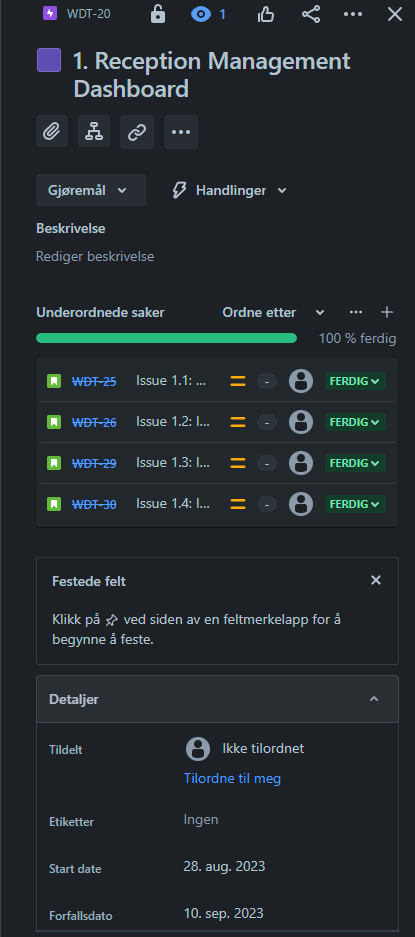 WDT-20
1
1. Reception Management
Dashboard
Gjøremål
Handlinger
Beskrivelse
Rediger beskrivelse
Underordnede saker
Ordne etter
100 % ferdig
WDT-25 Issue 1.1: ... - FERDIG
WDT-26 Issue 1.2: I... - FERDIG
WDT-29 Issue 1.3: I... - FERDIG
WDT-30 Issue 1.4: I... - FERDIG
Festede felt
Klikk på ved siden av en feltmerkelapp for å
begynne å feste.
Detaljer
Tildelt Ikke tilordnet
Tilordne til meg
Etiketter Ingen
Start date 28. aug. 2023
Forfallsdato 10. sep. 2023